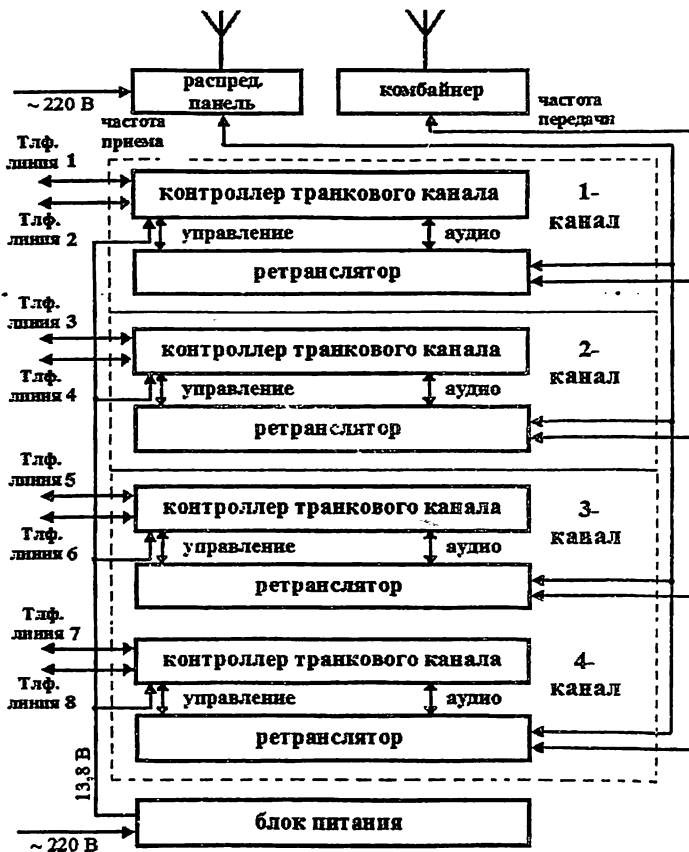 распред.
панель
комбайнер
~ 220 В
частота
приема
частота
передачи
Тлф.
линия 1
контроллер транкового канала
1-
канал
Тлф.
линия 2
управление
аудио
ретранслятор
Тлф.
линия 3
контроллер транкового канала
2-
канал
Тлф.
линия 4
управление
аудио
ретранслятор
Тлф.
линия 5
контроллер транкового канала
3-
канал
Тлф.
линия 6
управление
аудио
ретранслятор
Тлф.
линия 7
контроллер транкового канала
4-
канал
Тлф.
линия 8
управление
аудио
ретранслятор
13,8 В
блок питания
~ 220 В